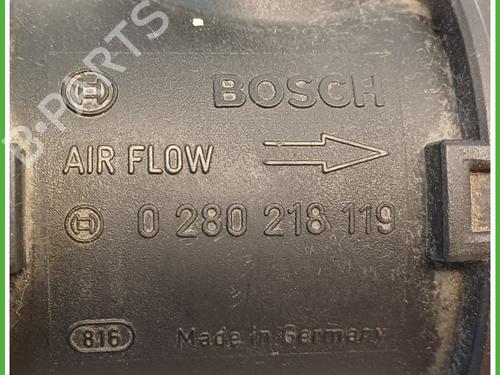 BOSCH
AIR FLOW
0 280 218 119
816 Made in Germany
B-PARTS